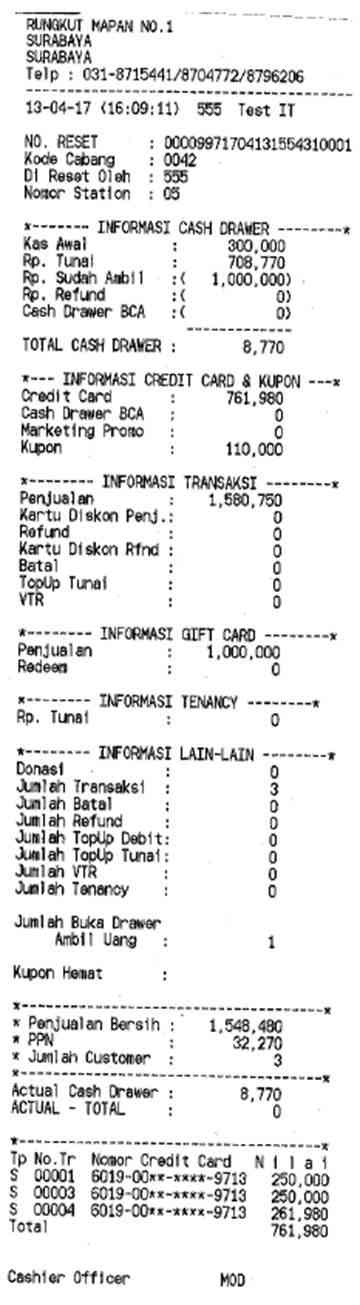 RUNGKUT MAPAN NO.1
SURABAYA
SURABAYA
Telp : 031-8715441/8704772/8796206
13-04-17 (16:09:11) 555 Test IT
NO. RESET : 00009971704131554310001
Kode Cabang : 0042
Di Reset Oleh : 555
Nomor Station : 05
*-------- INFORMASI CASH DRAWER --------*
Kas Awal : 300,000
Rp. Tunai : 708,770
Rp. Sudah Ambil :( 1,000,000)
Rp. Refund :( 0)
Cash Drawer BCA :( 0)
TOTAL CASH DRAWER : 8,770
*--- INFORMASI CREDIT CARD & KUPON ---*
Credit Card : 761,980
Cash Drawer BCA : 0
Marketing Promo : 0
Kupon : 110,000
*-------- INFORMASI TRANSAKSI --------*
Penjualan : 1,580,750
Kartu Diskon Penj.: 0
Refund : 0
Kartu Diskon Rfnd : 0
Batal : 0
TopUp Tunai : 0
VTR : 0
*-------- INFORMASI GIFT CARD --------*
Penjualan : 1,000,000
Redeem : 0
*-------- INFORMASI TENANCY --------*
Rp. Tunai : 0
*-------- INFORMASI LAIN-LAIN --------*
Donasi : 0
Jumlah Transaksi : 3
Jumlah Batal : 0
Jumlah Refund : 0
Jumlah TopUp Debit: 0
Jumlah TopUp Tunai: 0
Jumlah VTR : 0
Jumlah Tenancy : 0
Jumlah Buka Drawer
Ambil Uang : 1
Kupon Hemat :
* Penjualan Bersih : 1,548,480
* PPN : 32,270
* Jumlah Customer : 3
Actual Cash Drawer : 8,770
ACTUAL - TOTAL : 0
Tp No.Tr Nomor Credit Card N i l a i
S 00001 6019-00**-****-9713 250,000
S 00003 6019-00**-****-9713 250,000
S 00004 6019-00**-****-9713 261,980
Total 761,980
Cashier Officer MOD